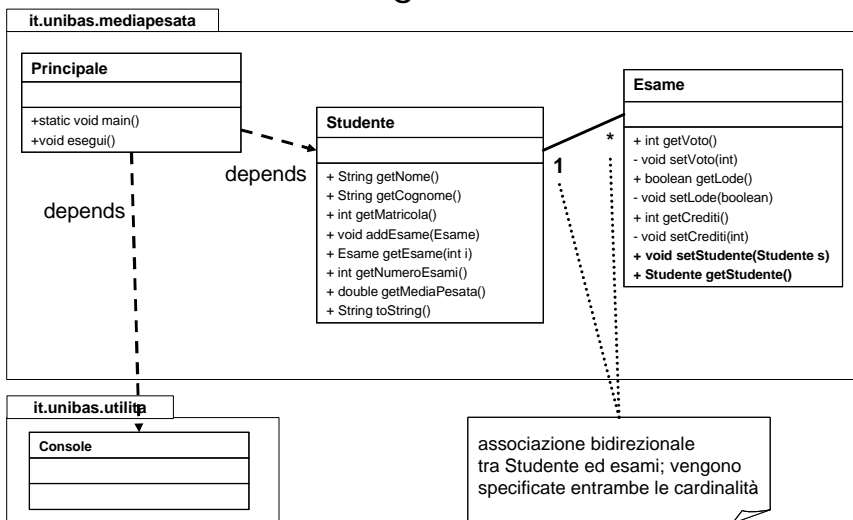 it.unibas.mediapesata
Principale
+static void main()
+void esegui()
depends
depends
Studente
+ String getNome()
+ String getCognome()
+ int getMatricola()
+ void addEsame(Esame)
+ Esame getEsame(int i)
+ int getNumeroEsami()
+ double getMediaPesata()
+ String toString()
1
*
Esame
+ int getVoto()
- void setVoto(int)
+ boolean getLode()
- void setLode(boolean)
+ int getCrediti()
- void setCrediti(int)
+ void setStudente(Studente s)
+ Studente getStudente()
it.unibas.utilita
Console
associazione bidirezionale
tra Studente ed esami; vengono
specificate entrambe le cardinalità